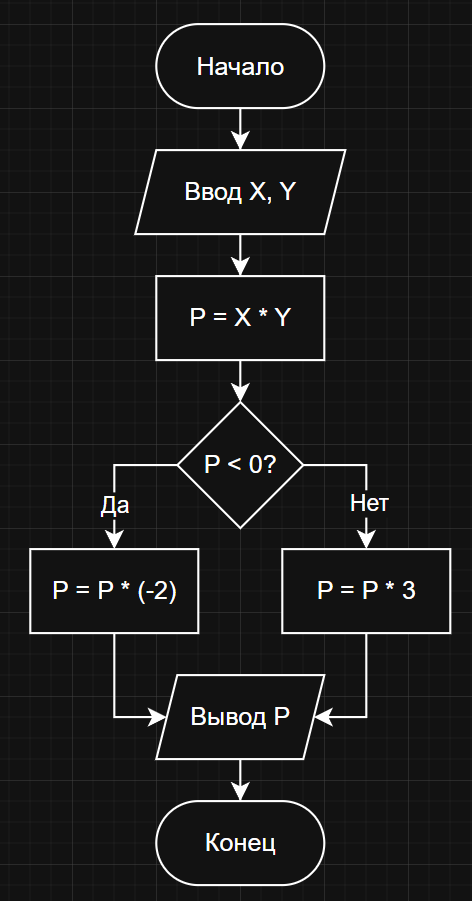 Начало
Ввод X, Y
P = X * Y
P < 0?
Да
Нет
P = P * (-2)
P = P * 3
Вывод P
Конец